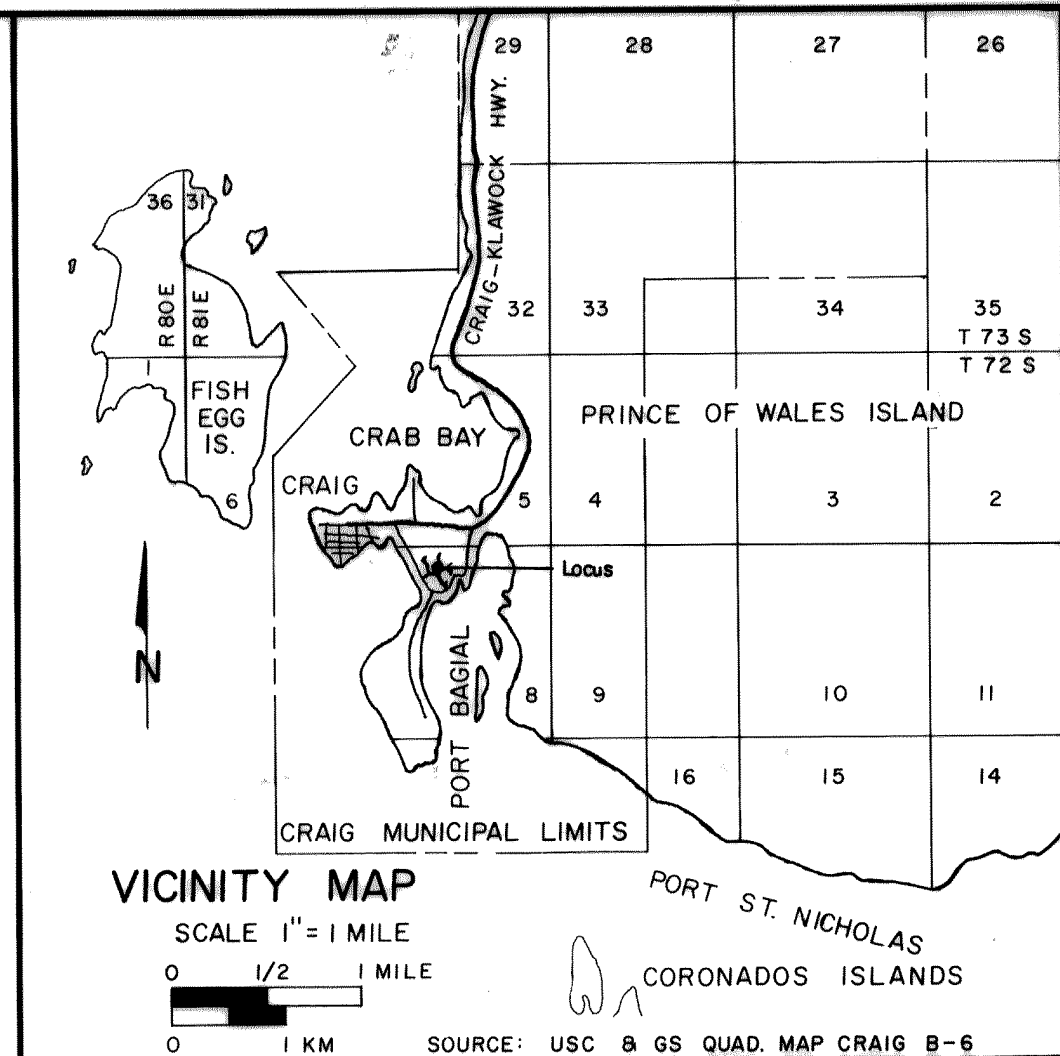 29 28 27 26
CRAIG-KLAWOCK HWY.
36 31
R80E
R81E
32 33 34 35
T 73 S
T 72 S
FISH
EGG
IS.
6
PRINCE OF WALES ISLAND
CRAB BAY
CRAIG
5 4 3 2
Locus
N
PORT BAGIAL
8 9 10 11
16 15 14
CRAIG MUNICIPAL LIMITS
VICINITY MAP
SCALE 1" = 1 MILE
0 1/2 1 MILE
0 1 KM
PORT ST. NICHOLAS
CORONADOS ISLANDS
SOURCE: USC & GS QUAD. MAP CRAIG B-6